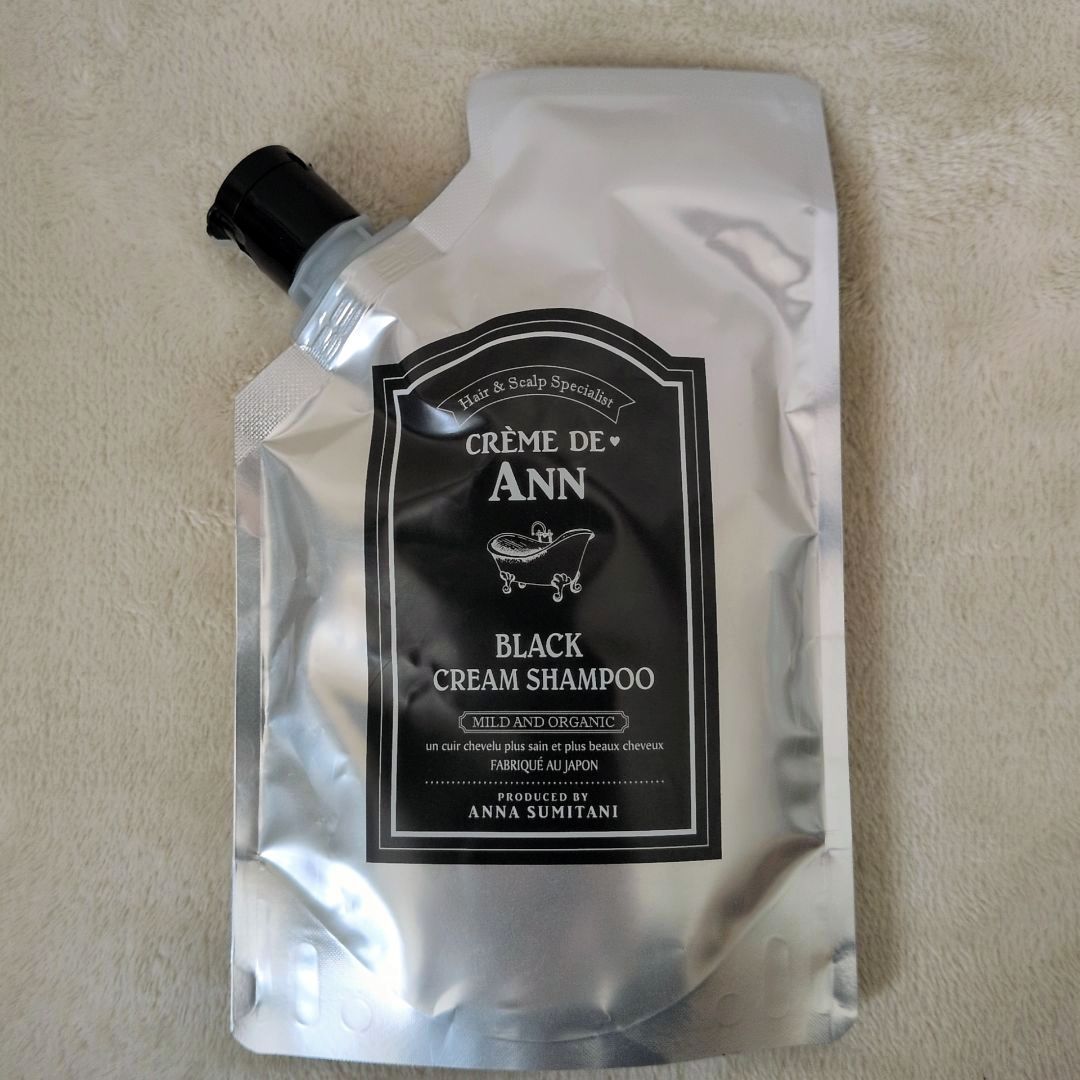 Hair & Scalp Specialist
CRÈME DE♥
ANN
BLACK
CREAM SHAMPOO
MILD AND ORGANIC
un cuir chevelu plus sain et plus beaux cheveux
FABRIQUÉ AU JAPON
PRODUCED BY
ANNA SUMITANI